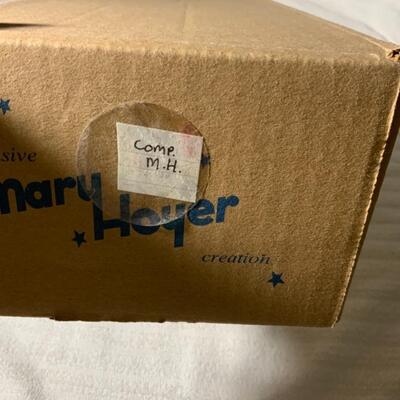 sive
Comp.
M.H.
Mary Hoyer
creation